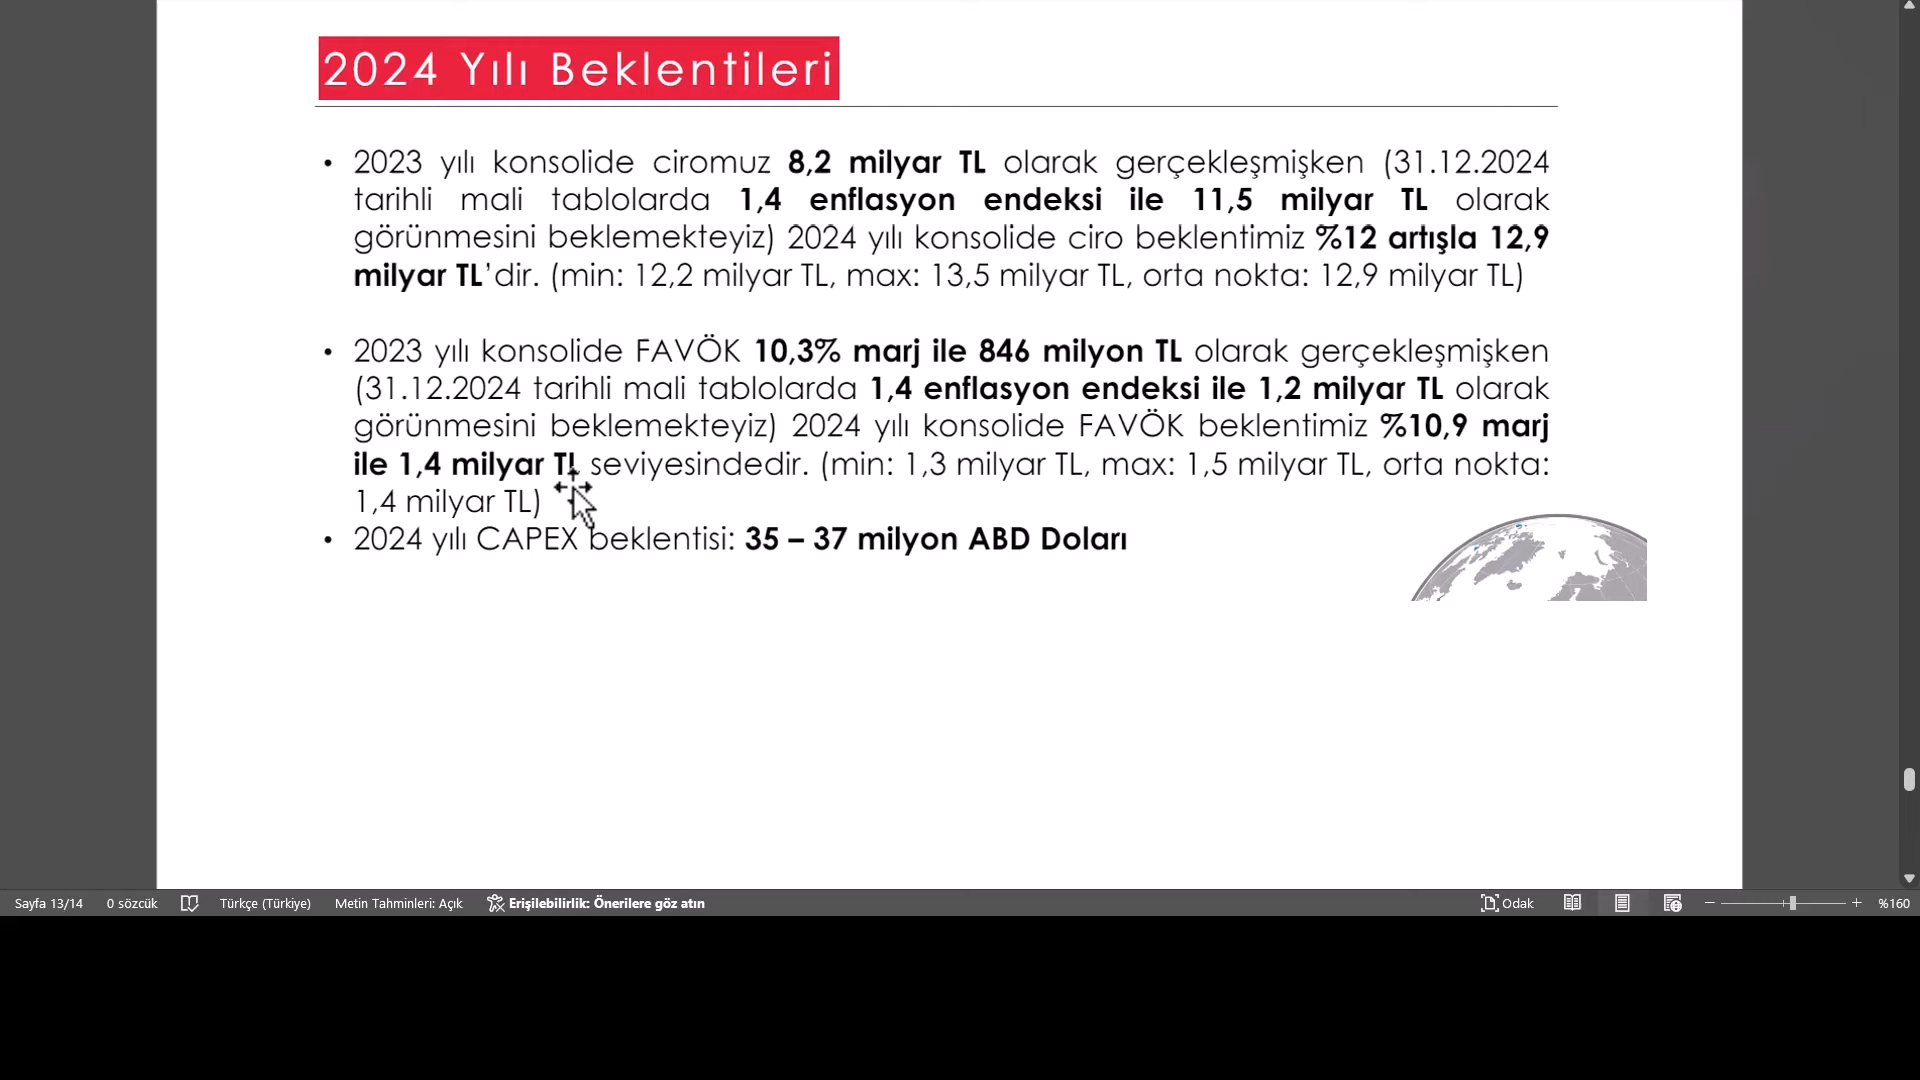 2024 Yılı Beklentileri
• 2023 yılı konsolide ciromuz 8,2 milyar TL olarak gerçekleşmişken (31.12.2024
tarihli mali tablolarda 1,4 enflasyon endeksi ile 11,5 milyar TL olarak
görünmesini beklemekteyiz) 2024 yılı konsolide ciro beklentimiz %12 artışla 12,9
milyar TL’dir. (min: 12,2 milyar TL, max: 13,5 milyar TL, orta nokta: 12,9 milyar TL)
• 2023 yılı konsolide FAVÖK 10,3% marj ile 846 milyon TL olarak gerçekleşmişken
(31.12.2024 tarihli mali tablolarda 1,4 enflasyon endeksi ile 1,2 milyar TL olarak
görünmesini beklemekteyiz) 2024 yılı konsolide FAVÖK beklentimiz %10,9 marj
ile 1,4 milyar TL seviyesindedir. (min: 1,3 milyar TL, max: 1,5 milyar TL, orta nokta:
1,4 milyar TL)
• 2024 yılı CAPEX beklentisi: 35 – 37 milyon ABD Doları
Sayfa 13/14 0 sözcük Türkçe (Türkiye) Metin Tahminleri: Açık Erişilebilirlik: Önerilere göz atın Odak %160